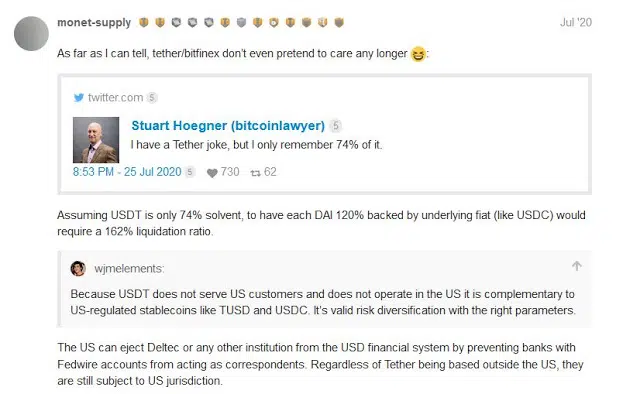 monet-supply
Jul '20
As far as I can tell, tether/bitfinex don't even pretend to care any longer 😆:
twitter.com 5
Stuart Hoegner (bitcoinlawyer) 5
I have a Tether joke, but I only remember 74% of it.
8:53 PM - 25 Jul 2020 5 730 62
Assuming USDT is only 74% solvent, to have each DAI 120% backed by underlying fiat (like USDC) would
require a 162% liquidation ratio.
wjmelements:
Because USDT does not serve US customers and does not operate in the US it is complementary to
US-regulated stablecoins like TUSD and USDC. It's valid risk diversification with the right parameters.
The US can eject Deltec or any other institution from the USD financial system by preventing banks with
Fedwire accounts from acting as correspondents. Regardless of Tether being based outside the US, they
are still subject to US jurisdiction.